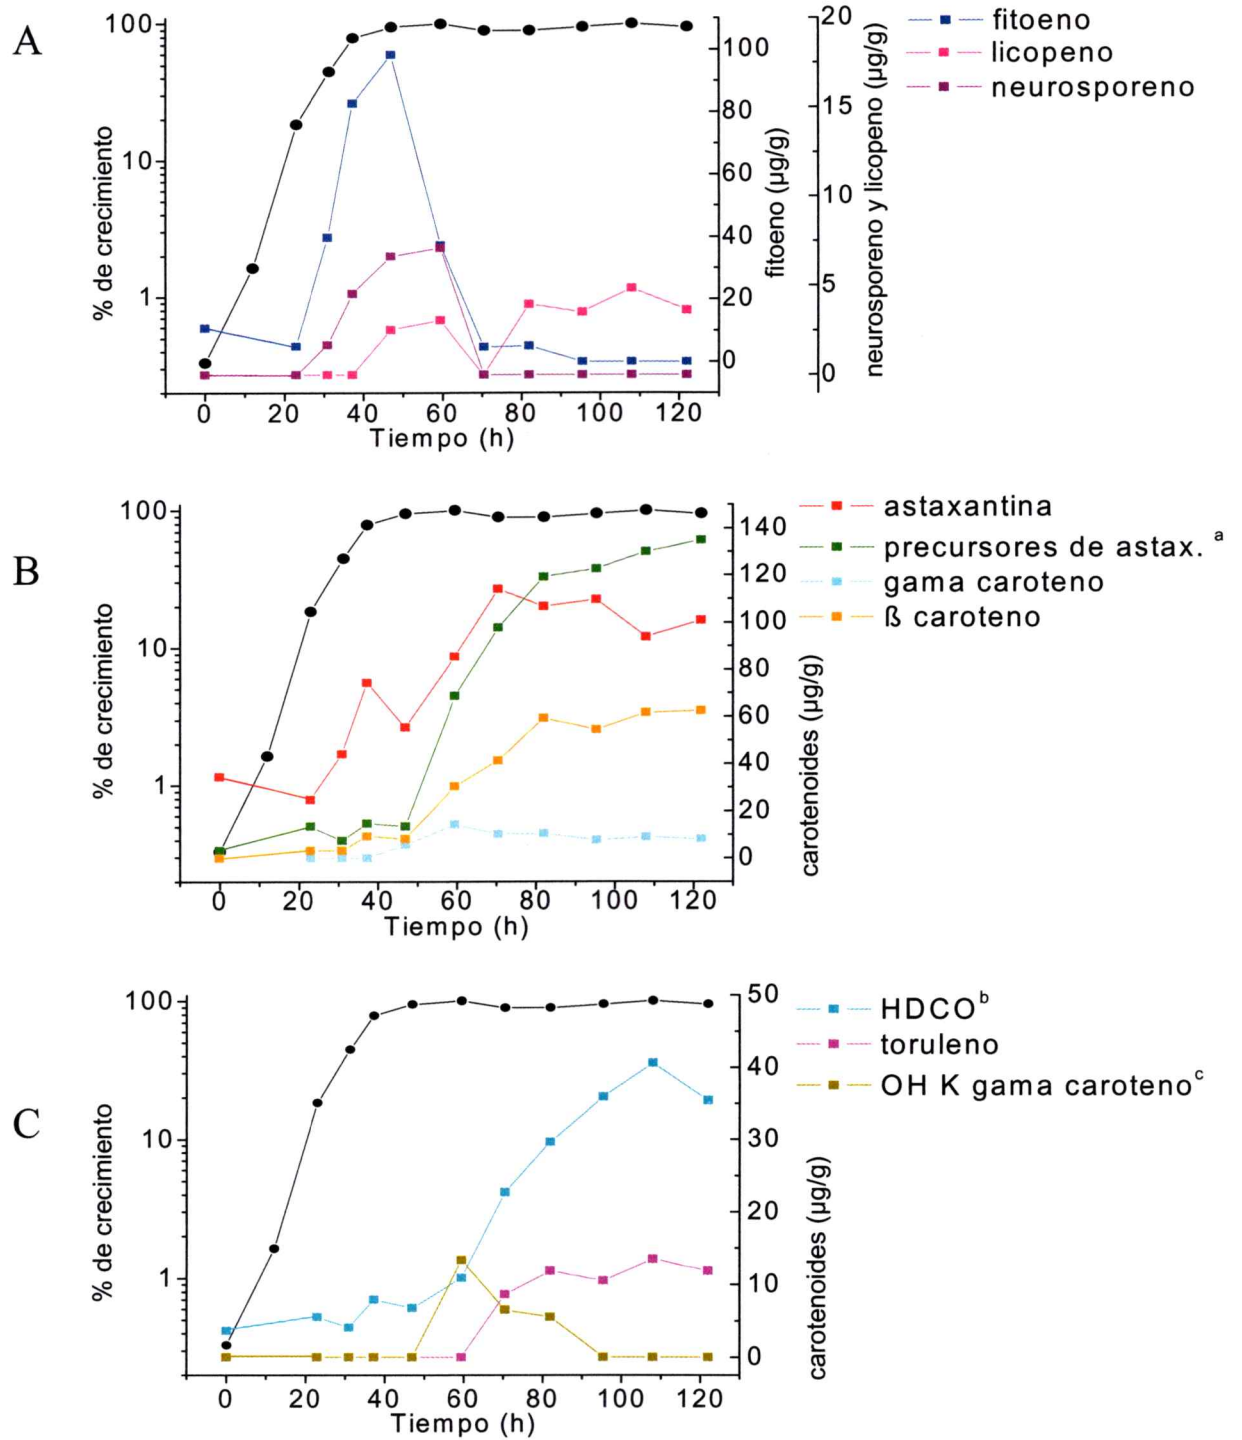 A
fitoeno
licopeno
neurosporeno
% de crecimiento
100
10
1
fitoeno (µg/g)
100
80
60
40
20
0
neurosporeno y licopeno (µg/g)
20
15
10
5
0
0 20 40 60 80 100 120
Tiempo (h)
B
astaxantina
precursores de astax. a
gama caroteno
ß caroteno
% de crecimiento
100
10
1
carotenoides (µg/g)
140
120
100
80
60
40
20
0
0 20 40 60 80 100 120
Tiempo (h)
C
HDCO b
toruleno
OH K gama caroteno c
% de crecimiento
100
10
1
carotenoides (µg/g)
50
40
30
20
10
0
0 20 40 60 80 100 120
Tiempo (h)